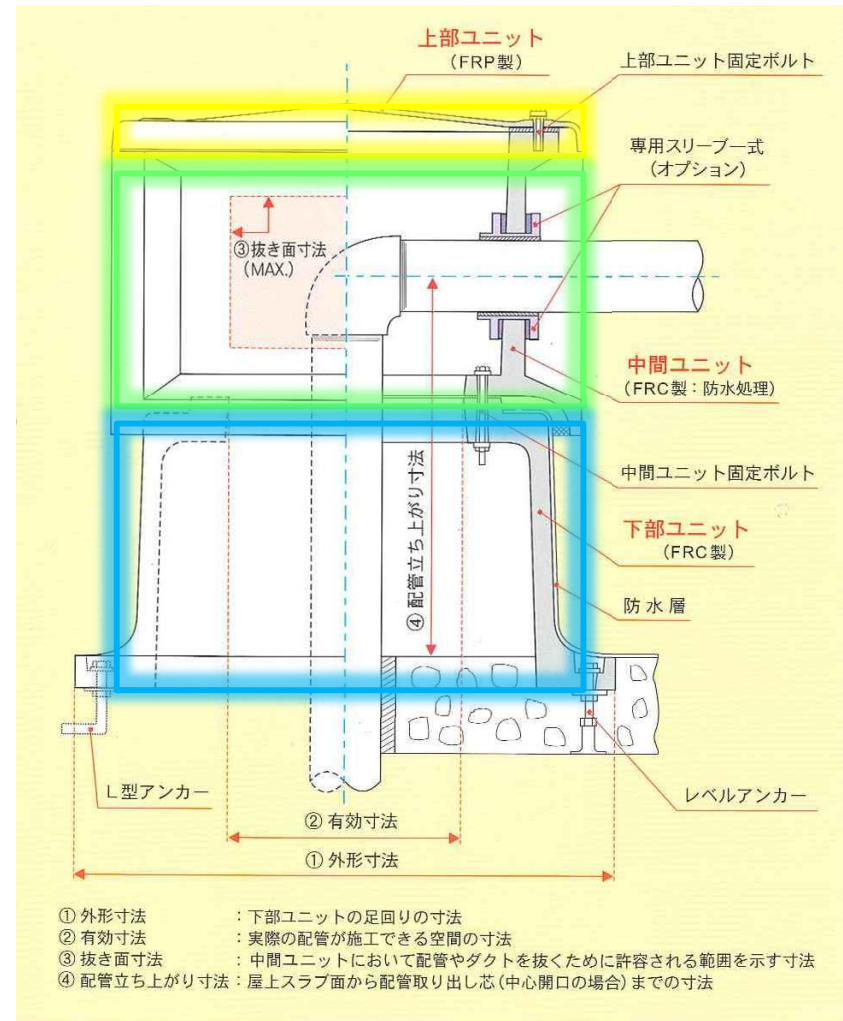 上部ユニット
(FRP製)
上部ユニット固定ボルト
専用スリーブ一式
(オプション)
③抜き面寸法
(MAX.)
中間ユニット
(FRC製:防水処理)
中間ユニット固定ボルト
④配管立ち上がり寸法
下部ユニット
(FRC製)
防水層
L型アンカー
レベルアンカー
②有効寸法
①外形寸法
①外形寸法 :下部ユニットの足回りの寸法
②有効寸法 :実際の配管が施工できる空間の寸法
③抜き面寸法 :中間ユニットにおいて配管やダクトを抜くために許容される範囲を示す寸法
④配管立ち上がり寸法:屋上スラブ面から配管取り出し芯(中心開口の場合)までの寸法